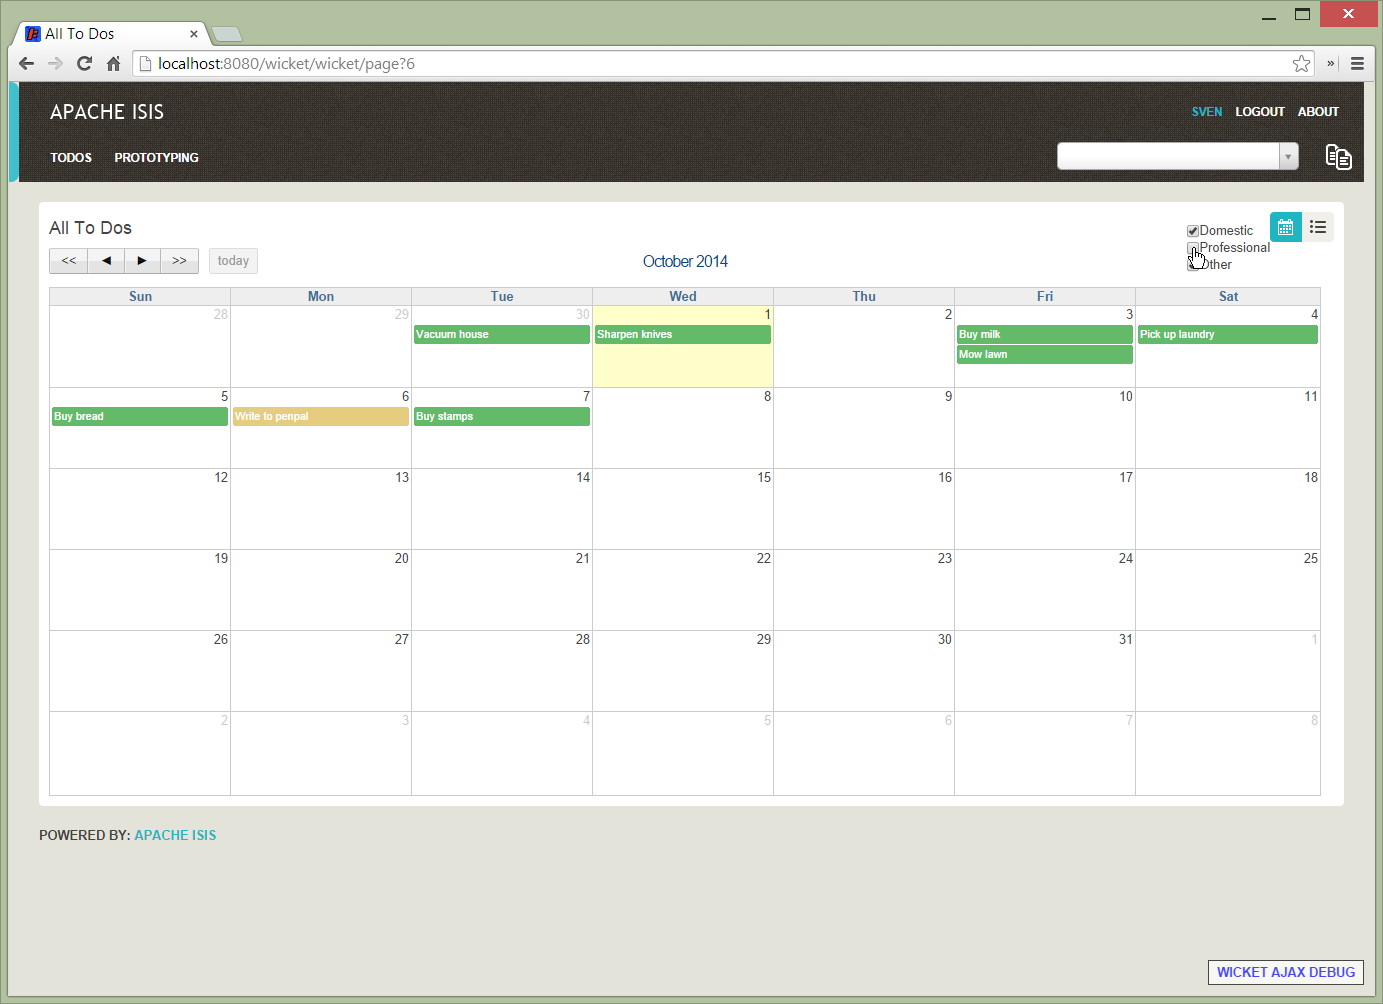 All To Dos
localhost:8080/wicket/wicket/page?6
»
APACHE ISIS
SVEN LOGOUT ABOUT
TODOS PROTOTYPING
All To Dos
Domestic
Professional
Other
<< ◄ ► >> today
October 2014
Sun Mon Tue Wed Thu Fri Sat
28 29 30 1 2 3 4
Vacuum house Sharpen knives Buy milk Pick up laundry
Mow lawn
5 6 7 8 9 10 11
Buy bread Write to penpal Buy stamps
12 13 14 15 16 17 18
19 20 21 22 23 24 25
26 27 28 29 30 31 1
2 3 4 5 6 7 8
POWERED BY: APACHE ISIS
WICKET AJAX DEBUG